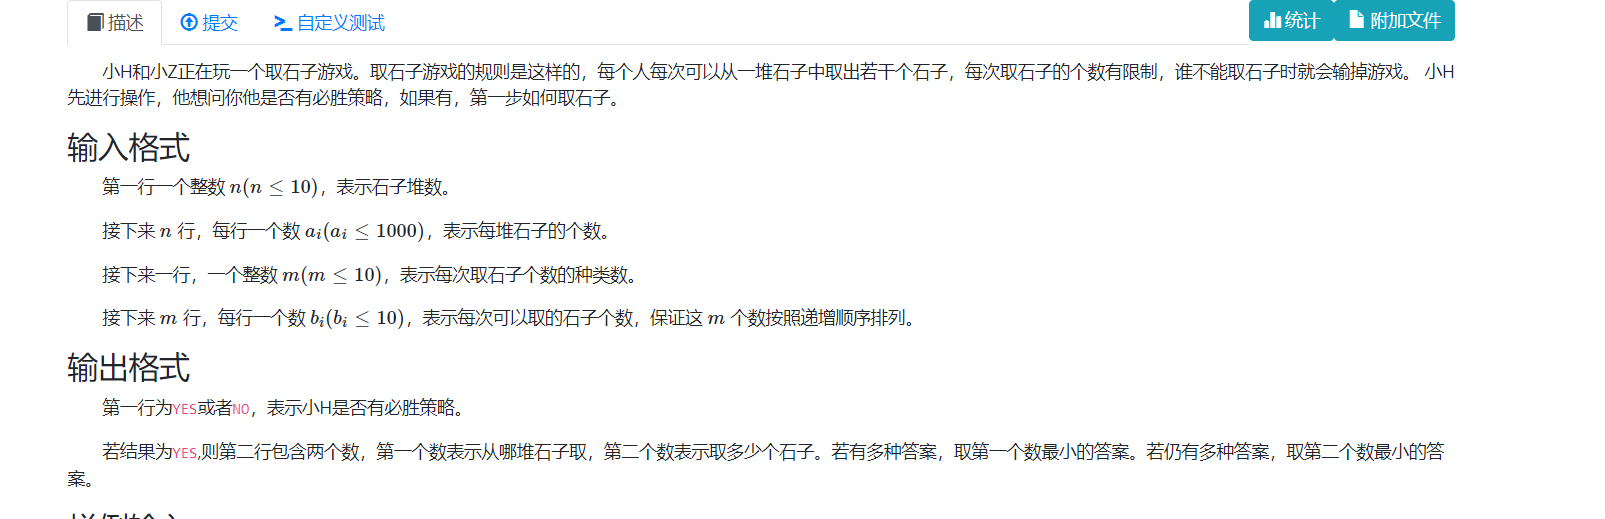 描述 提交 自定义测试 统计 附加文件
小H和小Z正在玩一个取石子游戏。取石子游戏的规则是这样的，每个人每次可以从一堆石子中取出若干个石子，每次取石子的个数有限制，谁不能取石子时就会输掉游戏。 小H
先进行操作，他想问你他是否有必胜策略，如果有，第一步如何取石子。
输入格式
第一行一个整数 n(n ≤ 10)，表示石子堆数。
接下来 n 行，每行一个数 aᵢ(aᵢ ≤ 1000)，表示每堆石子的个数。
接下来一行，一个整数 m(m ≤ 10)，表示每次取石子个数的种类数。
接下来 m 行，每行一个数 bᵢ(bᵢ ≤ 10)，表示每次可以取的石子个数，保证这 m 个数按照递增顺序排列。
输出格式
第一行为YES或者NO，表示小H是否有必胜策略。
若结果为YES,则第二行包含两个数，第一个数表示从哪堆石子取，第二个数表示取多少个石子。若有多种答案，取第一个数最小的答案。若仍有多种答案，取第二个数最小的答
案。